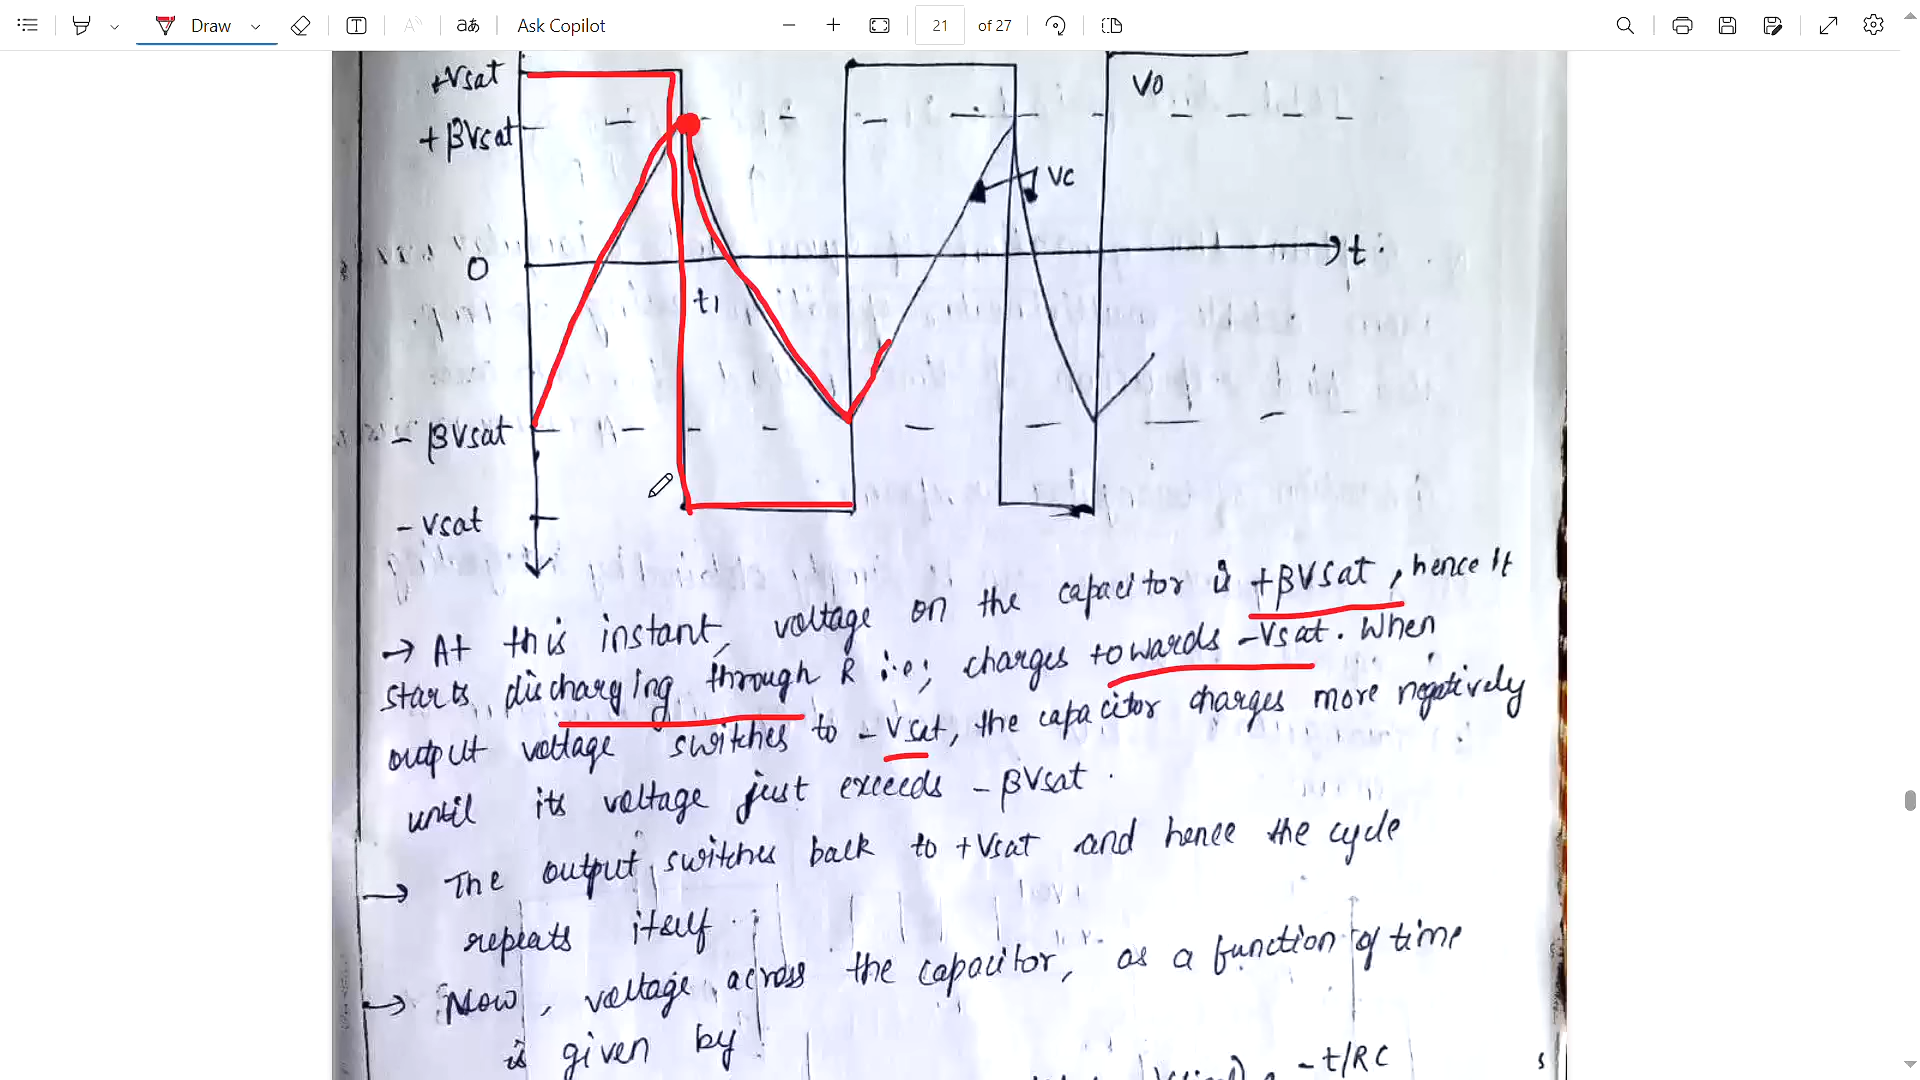 Draw
aあ
Ask Copilot
21
of 27
+Vsat
+ βVsat
0
- βVsat
- Vsat
t1
Vo
Vc
t
→ At this instant, voltage on the capacitor is +βVsat, hence it
starts discharging through R i.e; charges towards -Vsat. When
output voltage switches to - Vsat, the capacitor charges more negatively
until its voltage just exceeds - βVsat.
→ The output switches back to +Vsat and hence the cycle
repeats itself.
→ Now, voltage across the capacitor, as a function of time
is given by
- t/RC